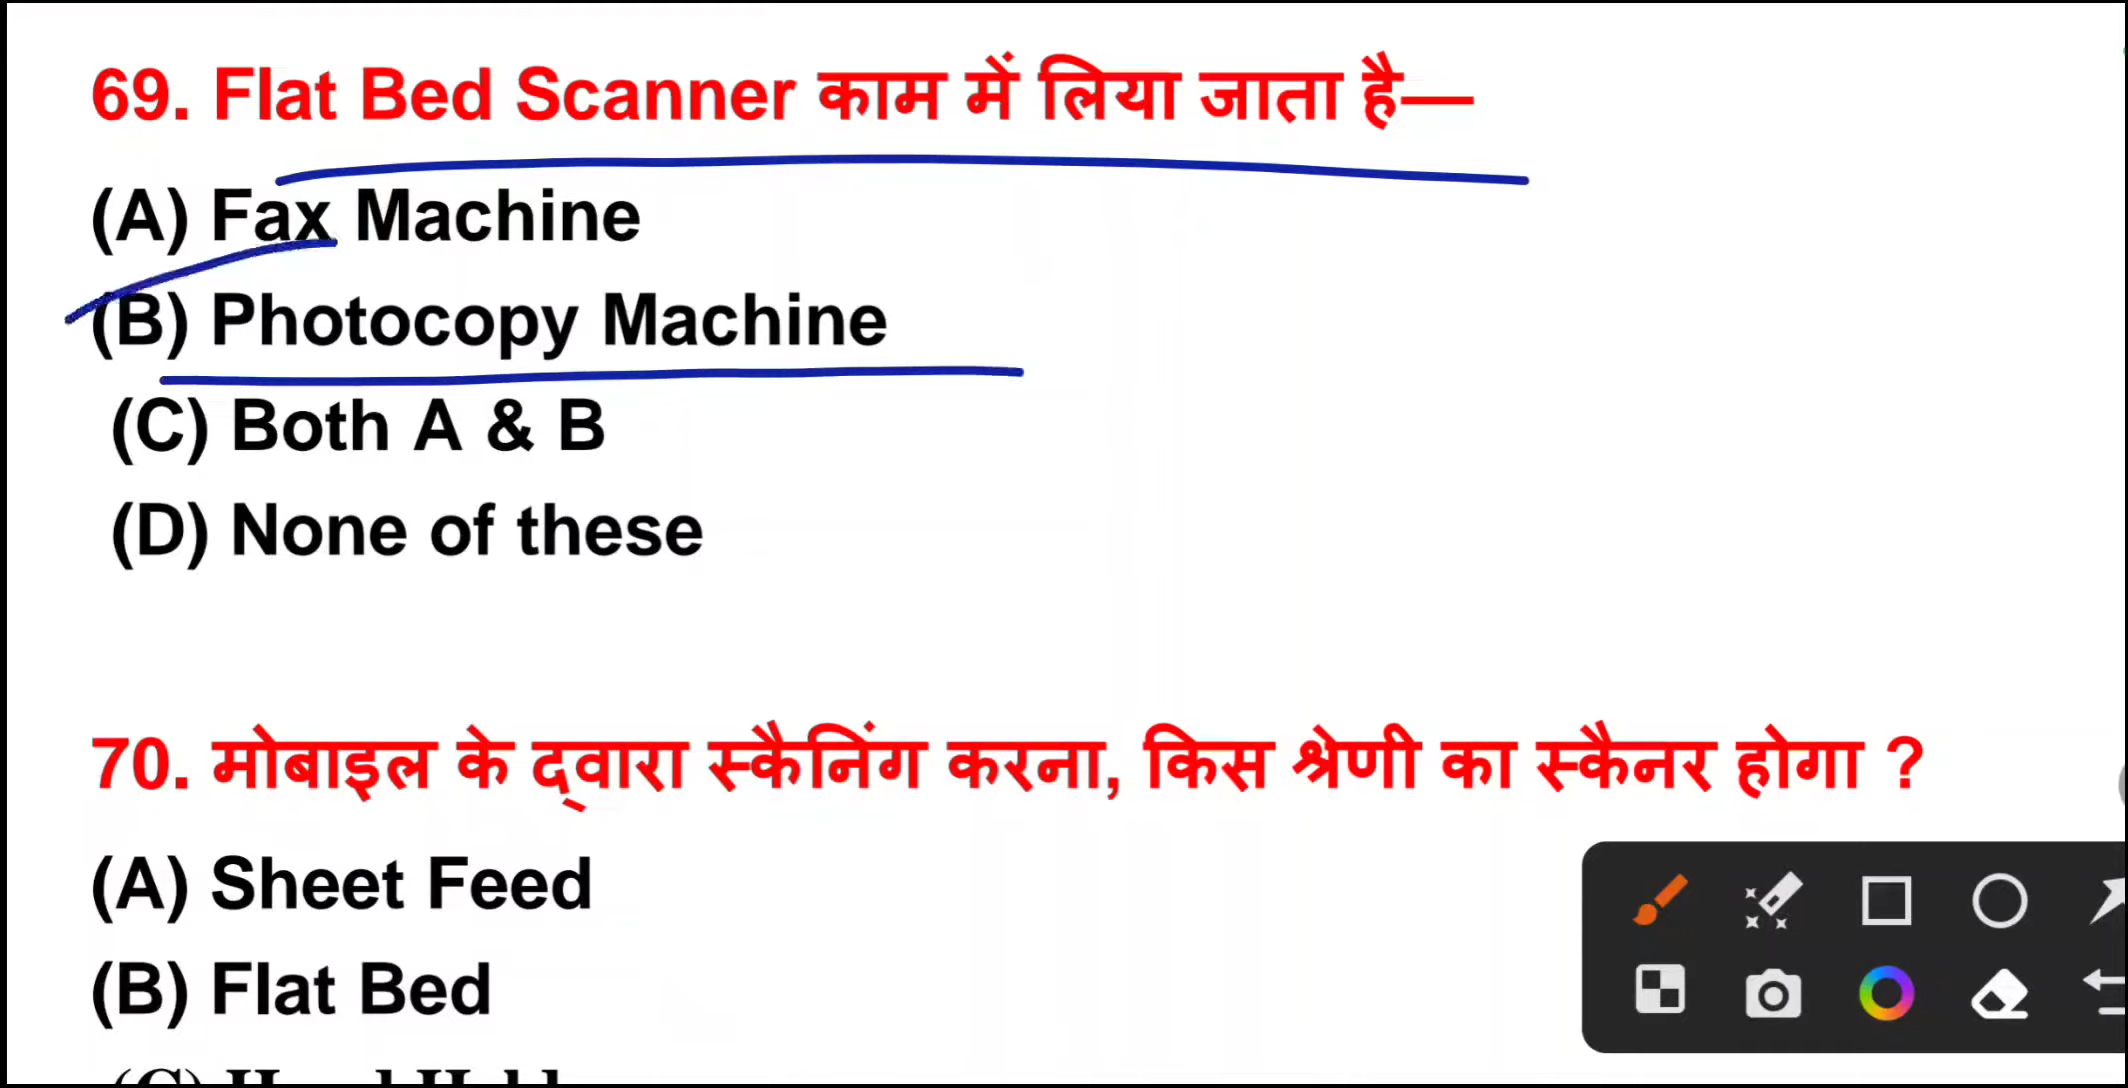 69. Flat Bed Scanner काम में लिया जाता है—
(A) Fax Machine
(B) Photocopy Machine
(C) Both A & B
(D) None of these
70. मोबाइल के द्वारा स्कैनिंग करना, किस श्रेणी का स्कैनर होगा ?
(A) Sheet Feed
(B) Flat Bed